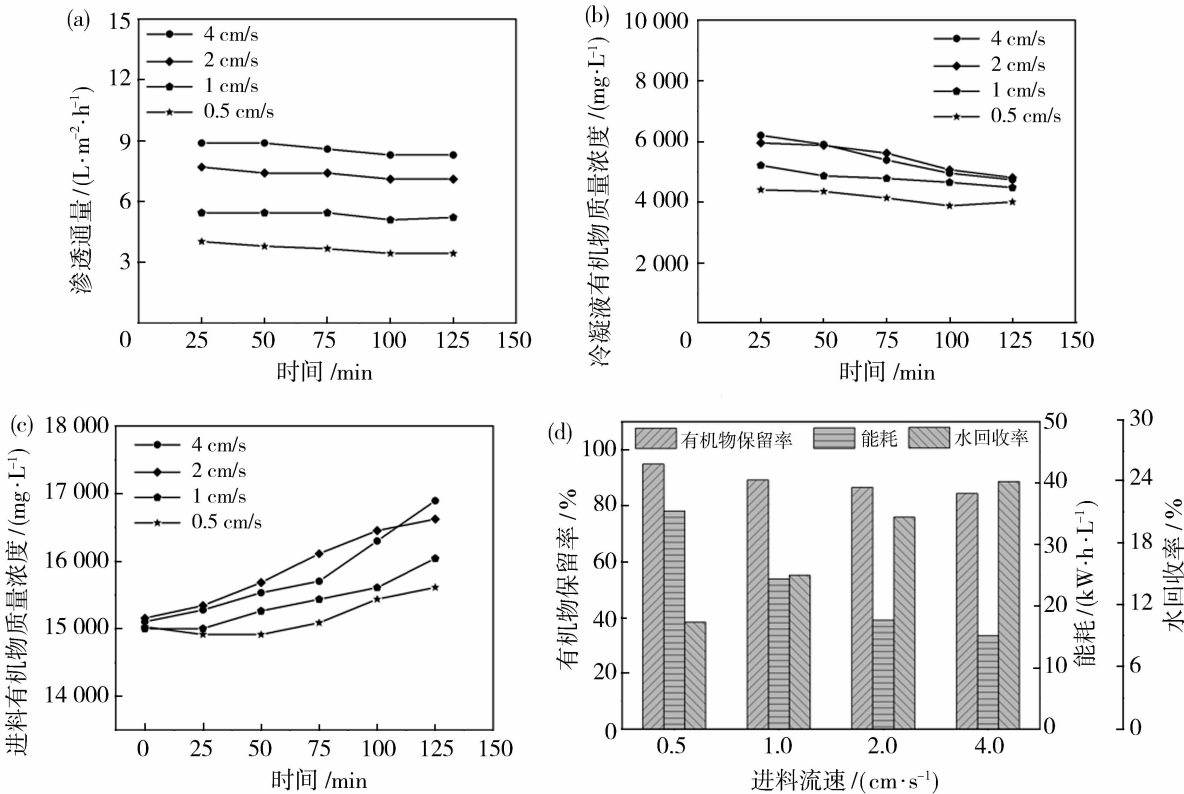 (a)
15
12
9
6
3
0
4 cm/s
2 cm/s
1 cm/s
0.5 cm/s
渗透通量/(L·m⁻²·h⁻¹)
25 50 75 100 125 150
时间/min
(b)
10 000
8 000
6 000
4 000
2 000
0
4 cm/s
2 cm/s
1 cm/s
0.5 cm/s
冷凝液有机物质量浓度/(mg·L⁻¹)
25 50 75 100 125 150
时间/min
(c)
18 000
17 000
16 000
15 000
14 000
4 cm/s
2 cm/s
1 cm/s
0.5 cm/s
进料有机物质量浓度/(mg·L⁻¹)
0 25 50 75 100 125 150
时间/min
(d)
100
80
60
40
20
0
有机物保留率/%
有机物保留率 能耗 水回收率
50
40
30
20
10
0
能耗/(kW·h·L⁻¹)
30
24
18
12
6
0
水回收率/%
0.5 1.0 2.0 4.0
进料流速/(cm·s⁻¹)